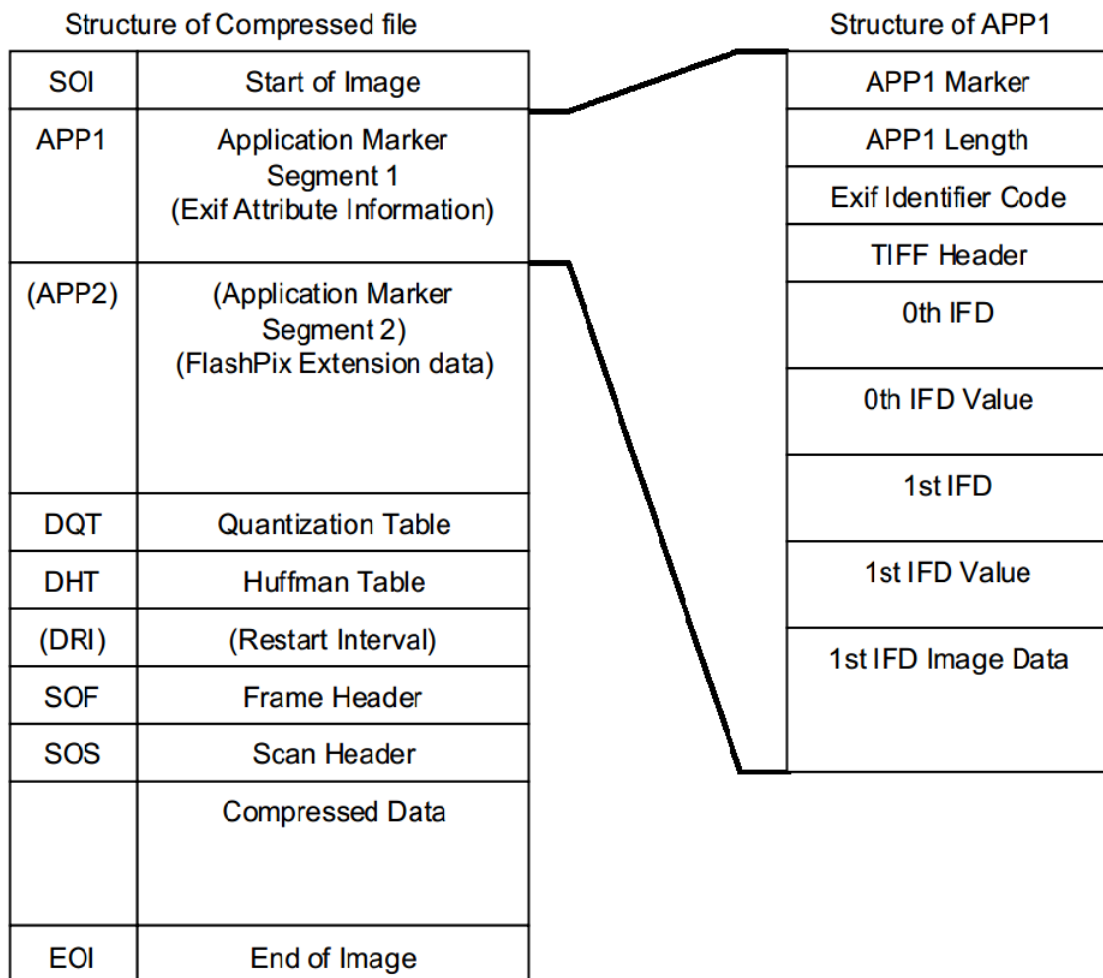 Structure of Compressed file
SOI Start of Image
APP1 Application Marker
Segment 1
(Exif Attribute Information)
(APP2) (Application Marker
Segment 2)
(FlashPix Extension data)
DQT Quantization Table
DHT Huffman Table
(DRI) (Restart Interval)
SOF Frame Header
SOS Scan Header
Compressed Data
EOI End of Image
Structure of APP1
APP1 Marker
APP1 Length
Exif Identifier Code
TIFF Header
0th IFD
0th IFD Value
1st IFD
1st IFD Value
1st IFD Image Data